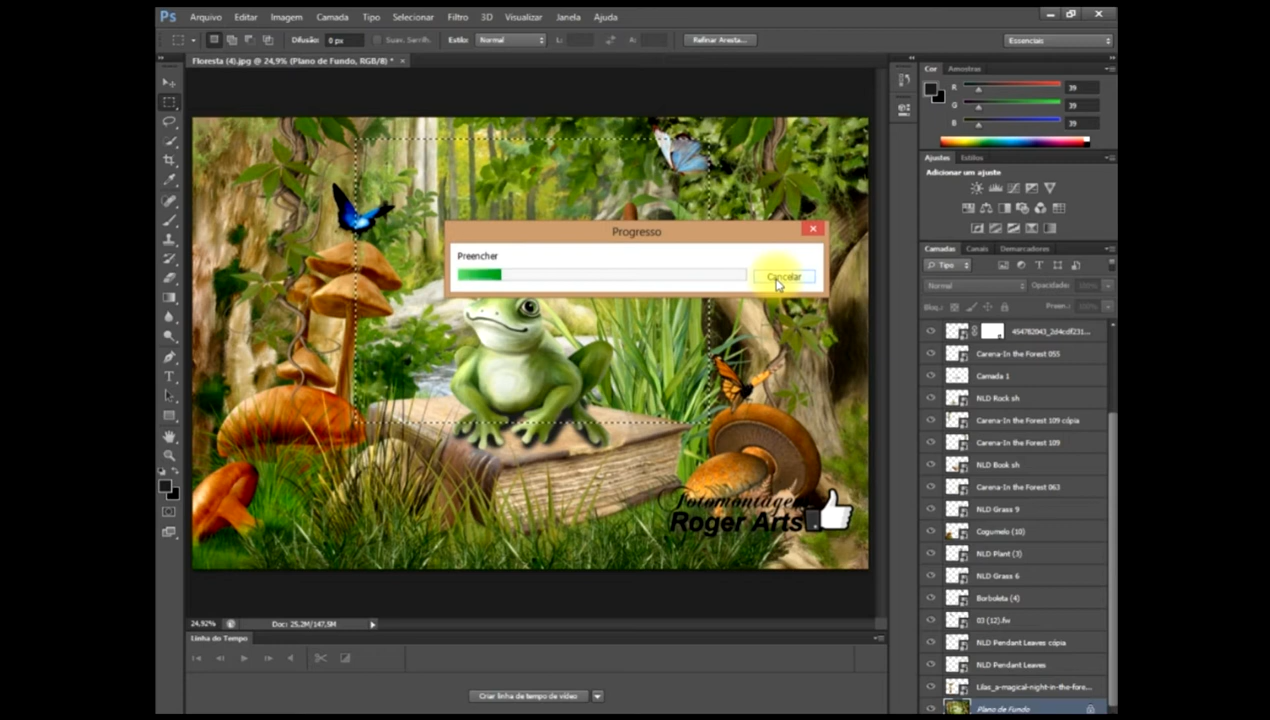 Ps Arquivo Editar Imagem Camada Tipo Selecionar Filtro 3D Visualizar Janela Ajuda
Difusão: 0 px Suav. Serrilh. Estilo: Normal L: A: Refinar Aresta... Essenciais
Floresta (4).jpg @ 24,9% (Plano de Fundo, RGB/8) *
Cor Amostras
R 39
G 39
B 39
Ajustes Estilos
Adicionar um ajuste
Progresso
Preencher
Cancelar
Camadas Canais Demarcadores
Tipo
Normal Opacidade: 100%
Bloq.: Preen.: 100%
Carena-In the Forest 055
Camada 1
NLD Rock sh
Carena-In the Forest 109 cópia
Carena-In the Forest 109
NLD Book sh
Carena-In the Forest 063
NLD Grass 9
Cogumelo (10)
NLD Plant (3)
NLD Grass 6
Borboleta (4)
03 (12).fw
NLD Pendant Leaves cópia
NLD Pendant Leaves
Lilas_a-magical-night-in-the-fore...
Plano de Fundo
fotomontagem
Roger Arts
24,92% Doc: 25,2M/147,5M
Linha do Tempo
Criar linha de tempo de vídeo